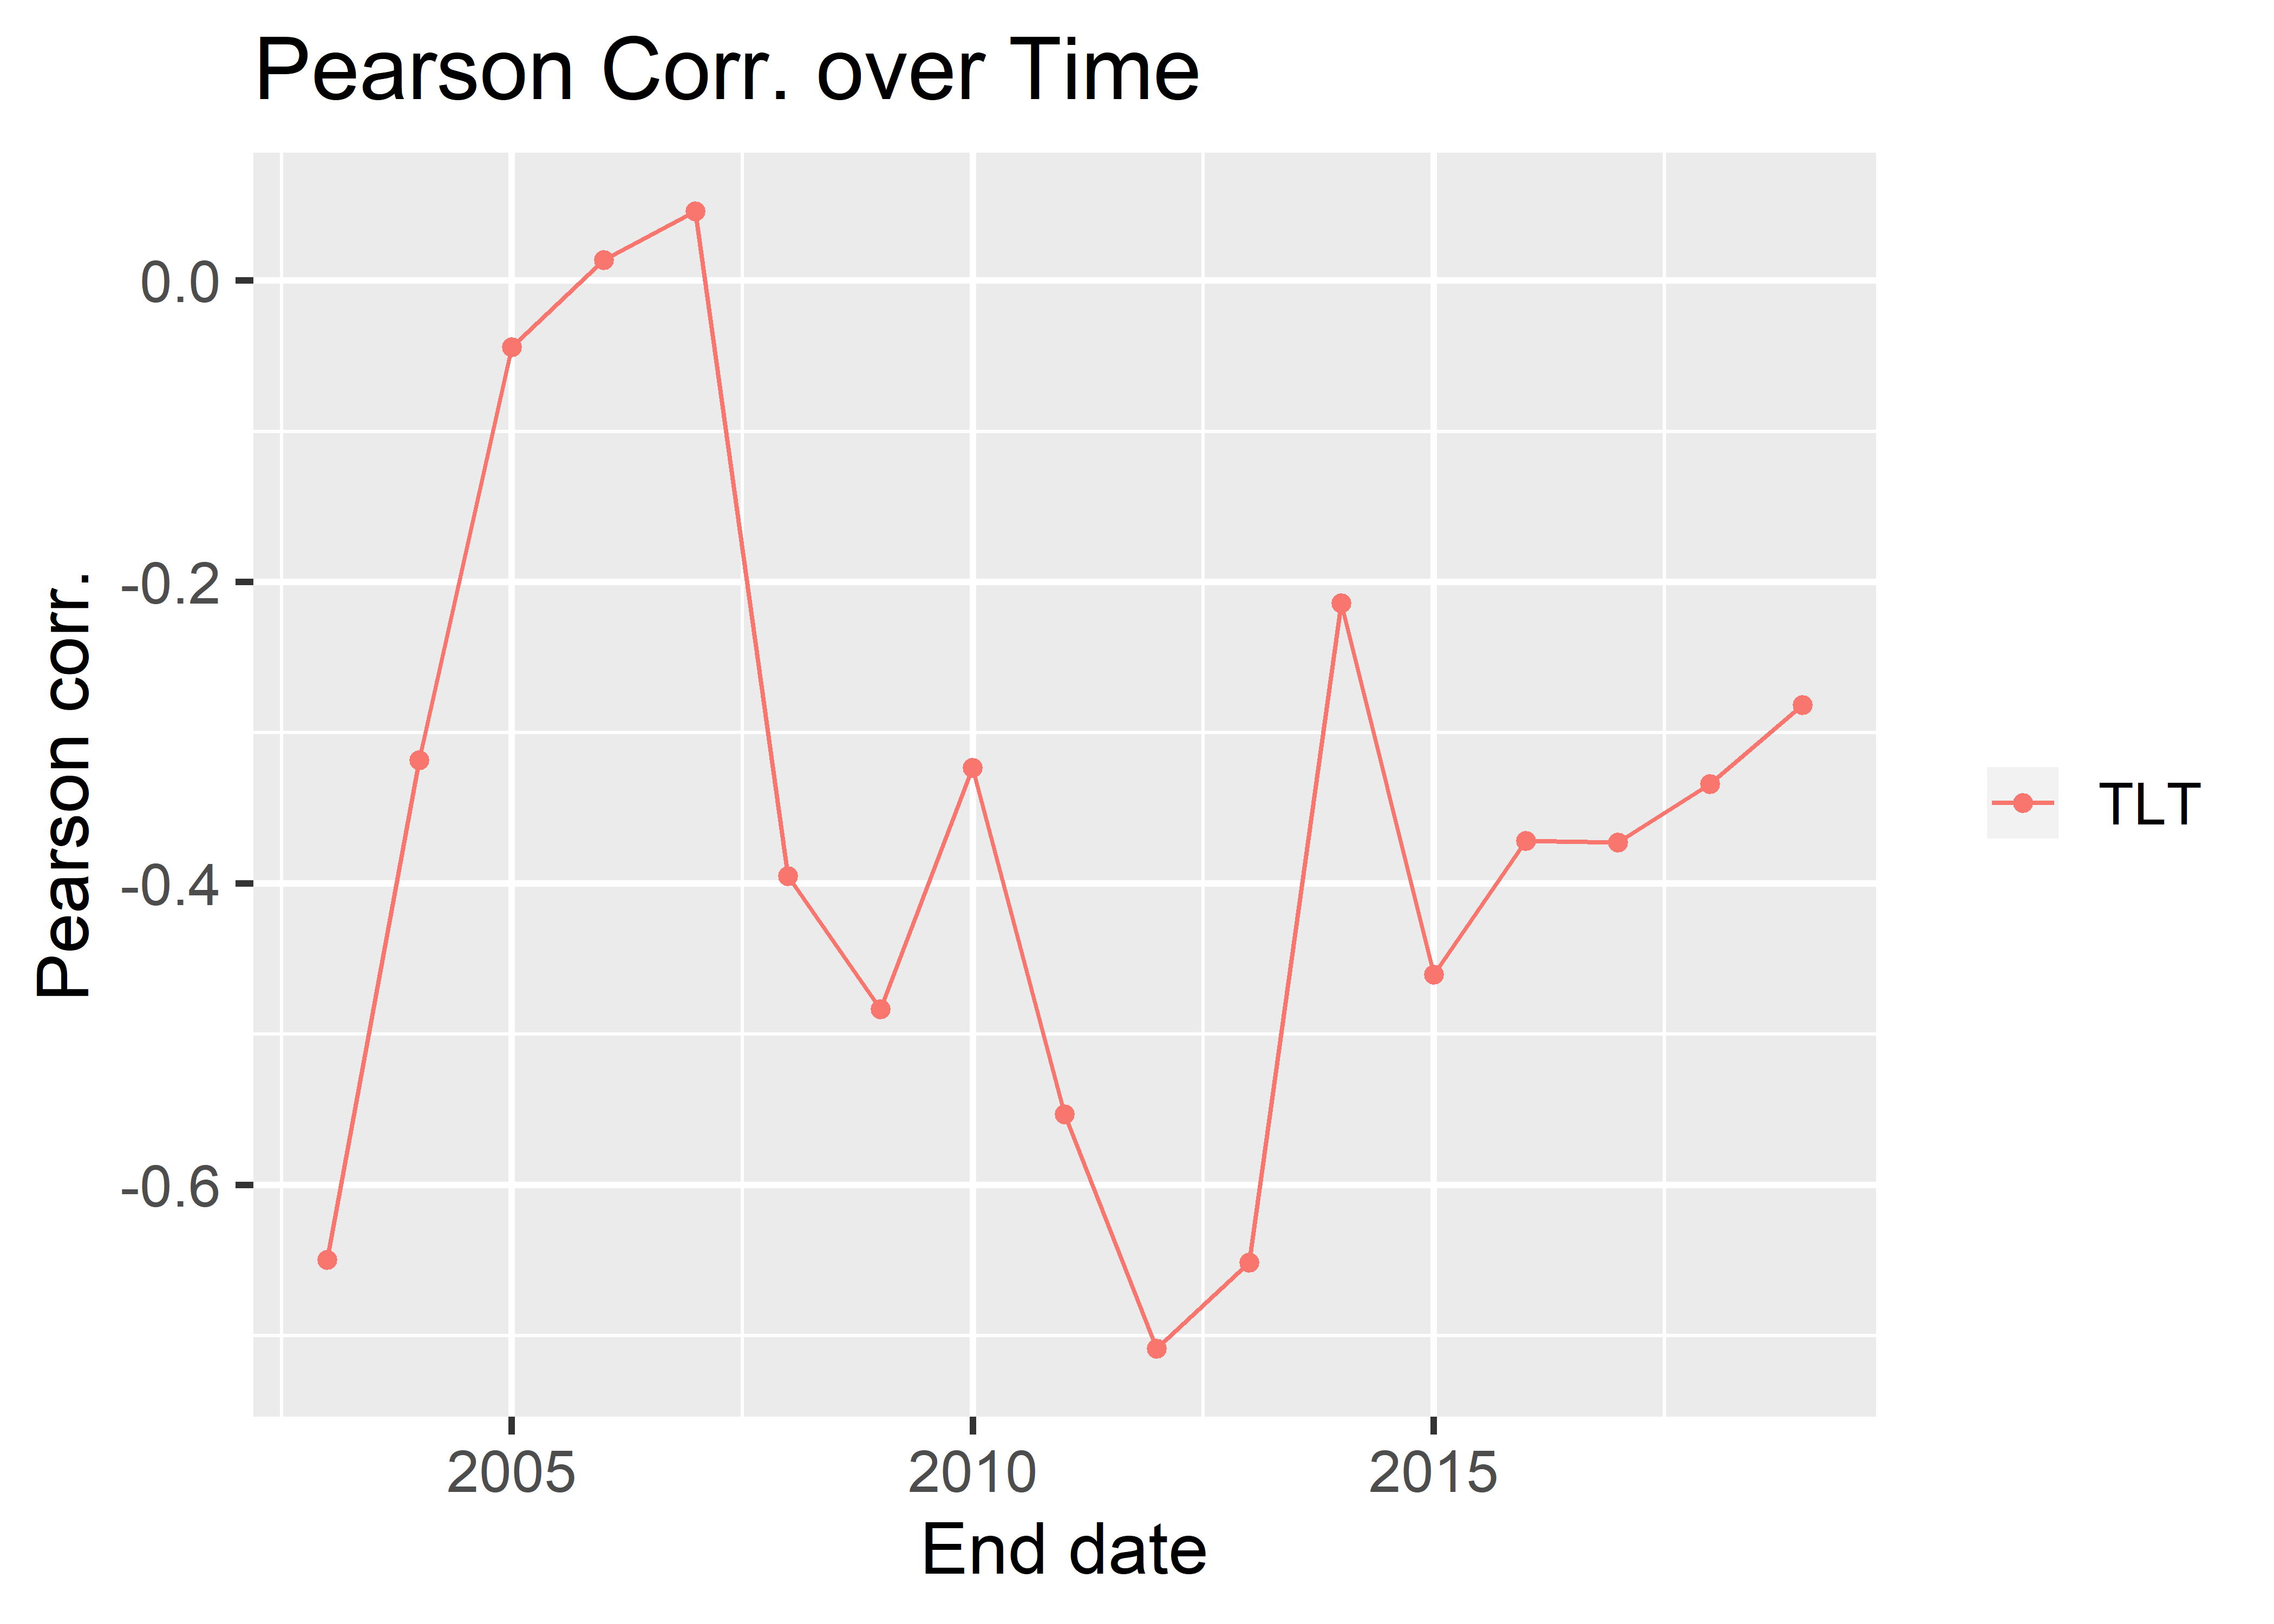 Pearson Corr. over Time
Pearson corr.
0.0
-0.2
-0.4
-0.6
2005
2010
2015
End date
TLT